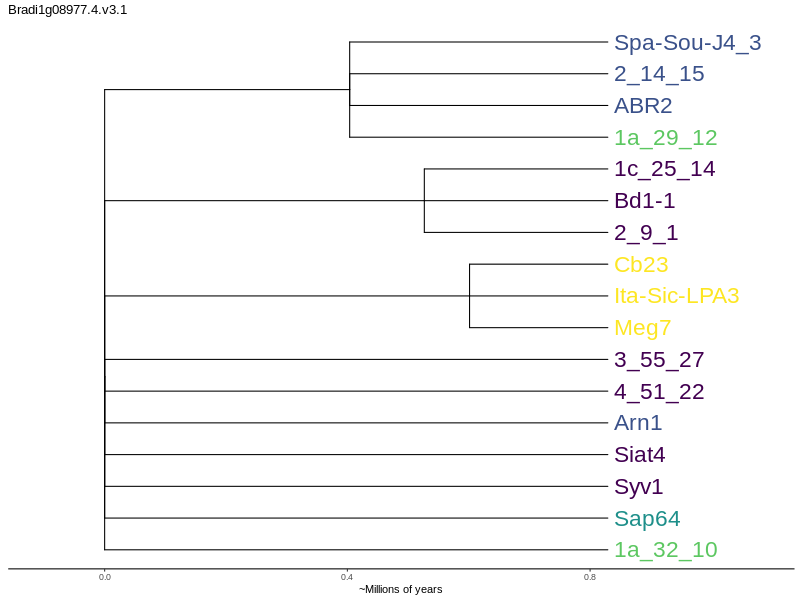 Bradi1g08977.4.v3.1
Spa-Sou-J4_3
2_14_15
ABR2
1a_29_12
1c_25_14
Bd1-1
2_9_1
Cb23
Ita-Sic-LPA3
Meg7
3_55_27
4_51_22
Arn1
Siat4
Syv1
Sap64
1a_32_10
0.0 0.4 0.8
~Millions of years